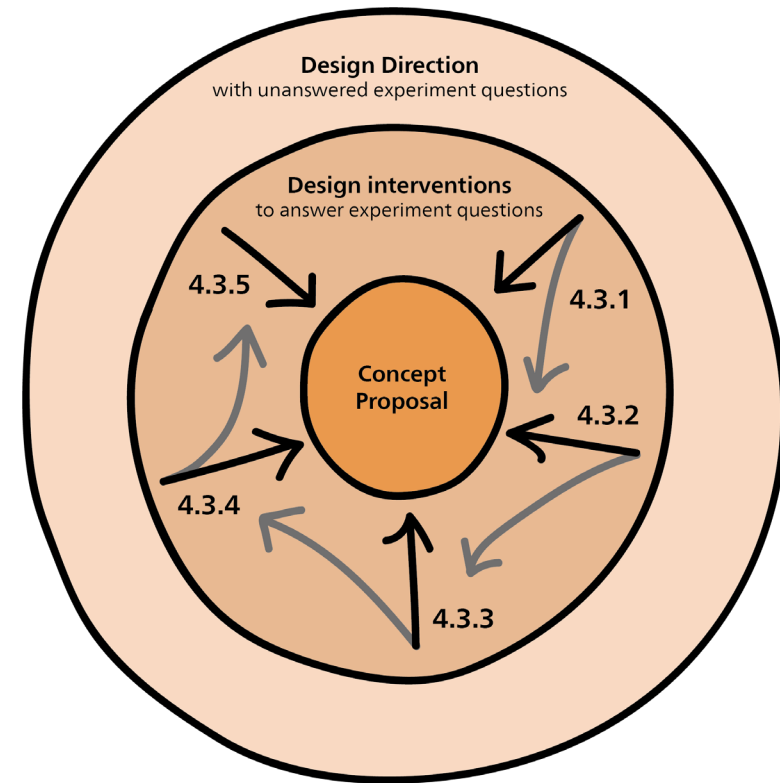 Design Direction
with unanswered experiment questions
Design interventions
to answer experiment questions
4.3.5
4.3.1
Concept
Proposal
4.3.2
4.3.4
4.3.3